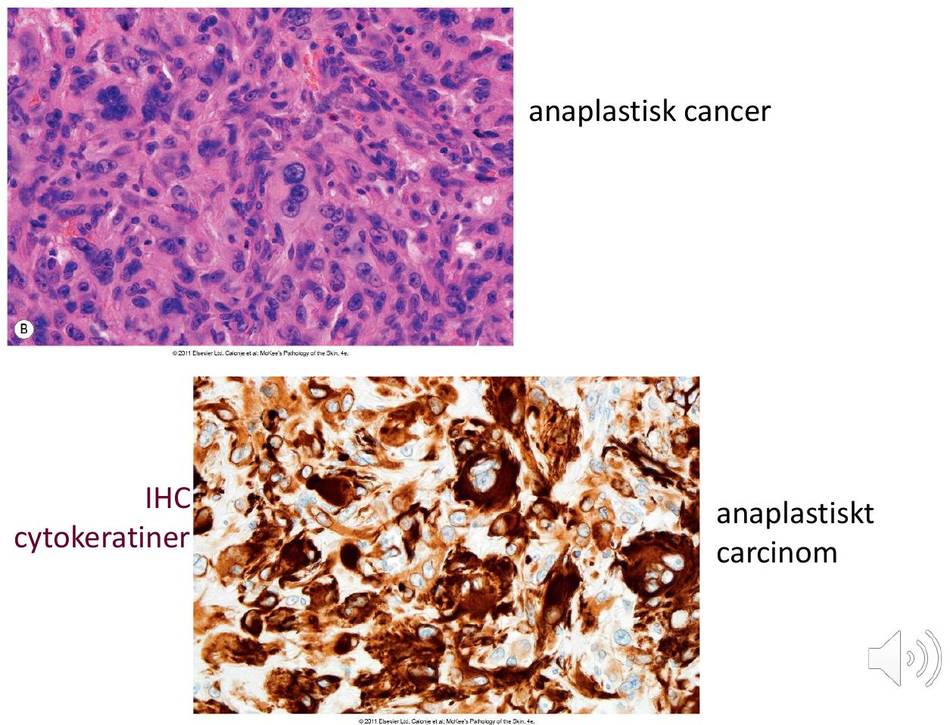 anaplastisk cancer
B
© 2011 Elsevier Ltd. Calonje et al: McKee's Pathology of the Skin, 4e.
IHC
cytokeratiner
anaplastiskt
carcinom
© 2011 Elsevier Ltd. Calonje et al: McKee's Pathology of the Skin, 4e.